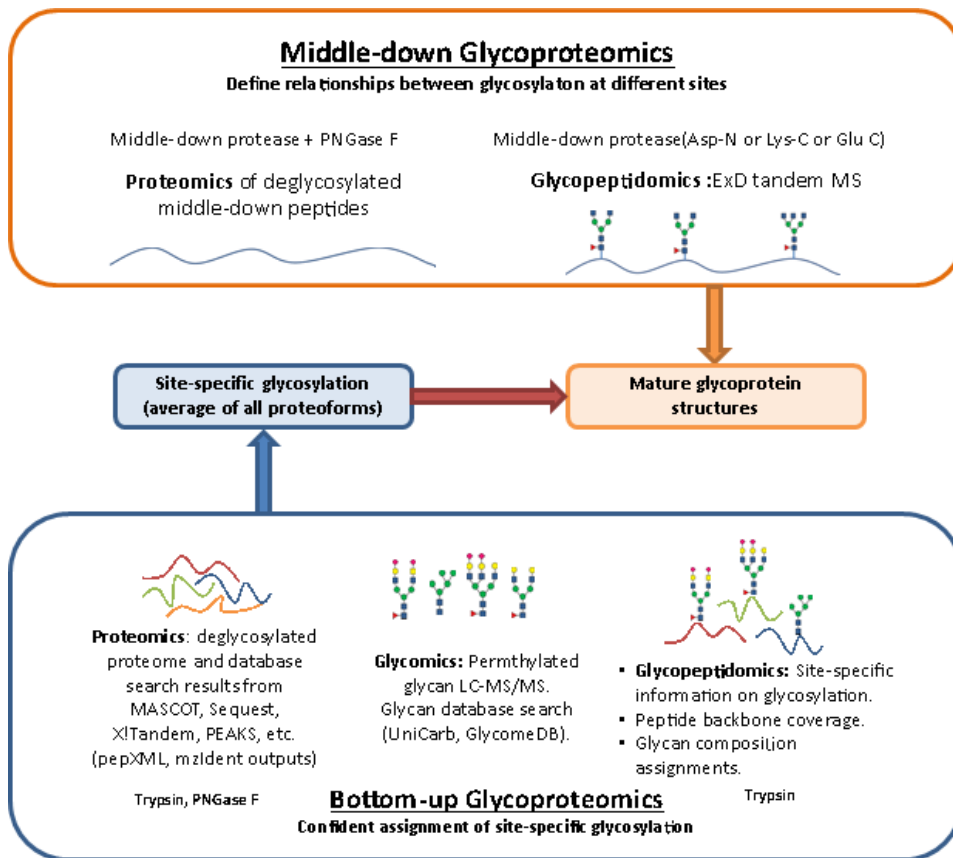 Middle-down Glycoproteomics
Define relationships between glycosylaton at different sites
Middle-down protease + PNGase F
Proteomics of deglycosylated
middle-down peptides
Middle-down protease(Asp-N or Lys-C or Glu C)
Glycopeptidomics :ExD tandem MS
Site-specific glycosylation
(average of all proteoforms)
Mature glycoprotein
structures
Proteomics: deglycosylated
proteome and database
search results from
MASCOT, Sequest,
X!Tandem, PEAKS, etc.
(pepXML, mzIdent outputs)
Trypsin, PNGase F
Glycomics: Permthylated
glycan LC-MS/MS.
Glycan database search
(UniCarb, GlycomeDB).
▪ Glycopeptidomics: Site-specific
information on glycosylation.
▪ Peptide backbone coverage.
▪ Glycan composition
assignments.
Trypsin
Bottom-up Glycoproteomics
Confident assignment of site-specific glycosylation